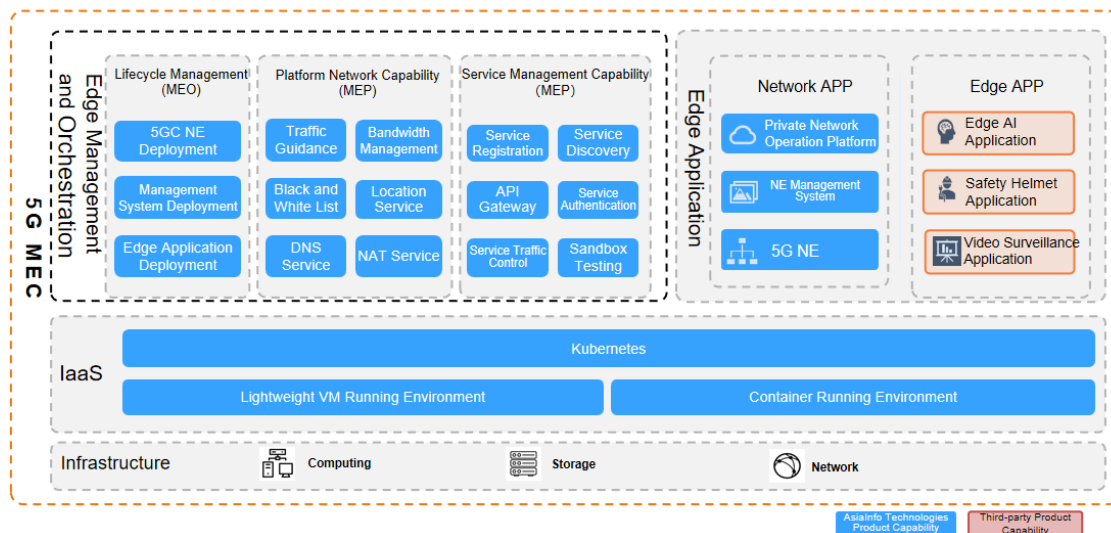 5G MEC
Edge Management
and Orchestration
Lifecycle Management
(MEO)
5GC NE
Deployment
Management
System Deployment
Edge Application
Deployment
Platform Network Capability
(MEP)
Traffic
Guidance
Bandwidth
Management
Black and
White List
Location
Service
DNS
Service
NAT Service
Service Management Capability
(MEP)
Service
Registration
Service
Discovery
API
Gateway
Service
Authentication
Service Traffic
Control
Sandbox
Testing
Edge Application
Network APP
Private Network
Operation Platform
NE Management
System
5G NE
Edge APP
Edge AI
Application
Safety Helmet
Application
Video Surveillance
Application
IaaS
Kubernetes
Lightweight VM Running Environment
Container Running Environment
Infrastructure
Computing
Storage
Network
AsiaInfo Technologies
Product Capability
Third-party Product
Capability